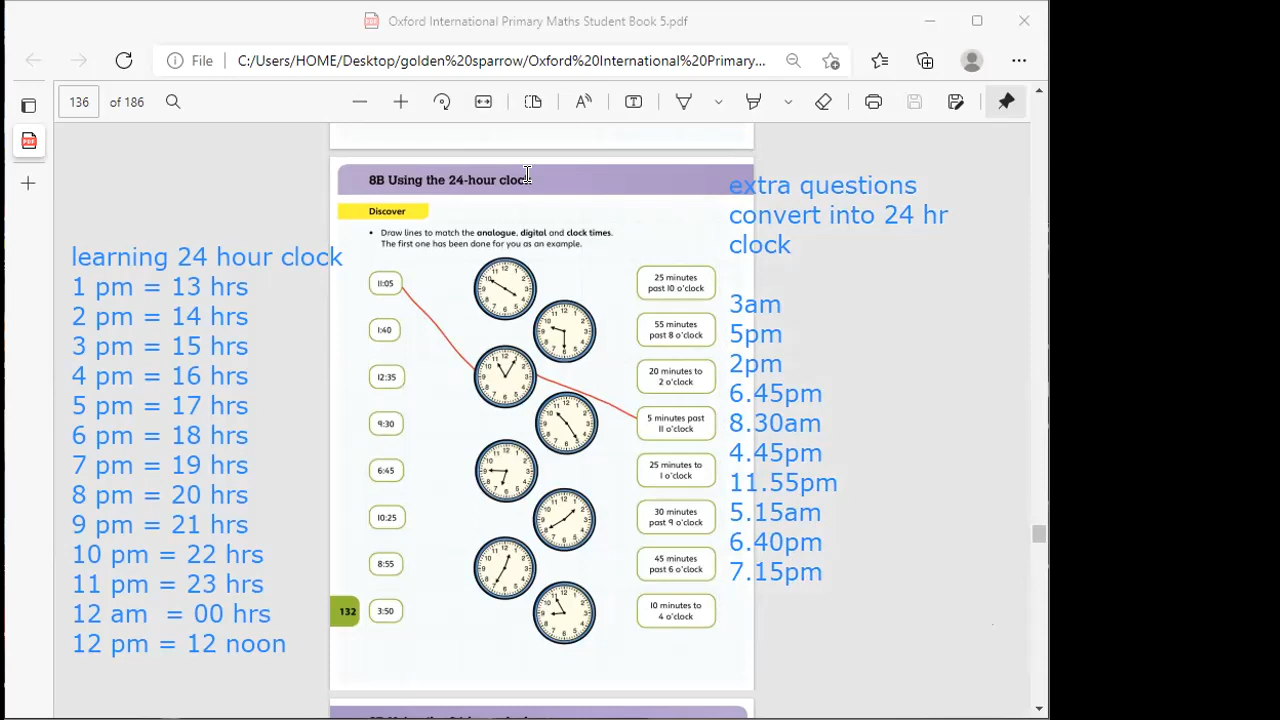 Oxford International Primary Maths Student Book 5.pdf
File C:/Users/HOME/Desktop/golden%20sparrow/Oxford%20International%20Primary...
136 of 186
8B Using the 24-hour clock
Discover
• Draw lines to match the analogue, digital and clock times.
The first one has been done for you as an example.
11:05
1:40
12:35
9:30
6:45
10:25
8:55
3:50
25 minutes
past 10 o'clock
55 minutes
past 8 o'clock
20 minutes to
2 o'clock
5 minutes past
11 o'clock
25 minutes to
1 o'clock
30 minutes
past 9 o'clock
45 minutes
past 6 o'clock
10 minutes to
4 o'clock
132
learning 24 hour clock
1 pm = 13 hrs
2 pm = 14 hrs
3 pm = 15 hrs
4 pm = 16 hrs
5 pm = 17 hrs
6 pm = 18 hrs
7 pm = 19 hrs
8 pm = 20 hrs
9 pm = 21 hrs
10 pm = 22 hrs
11 pm = 23 hrs
12 am = 00 hrs
12 pm = 12 noon
extra questions
convert into 24 hr
clock
3am
5pm
2pm
6.45pm
8.30am
4.45pm
11.55pm
5.15am
6.40pm
7.15pm